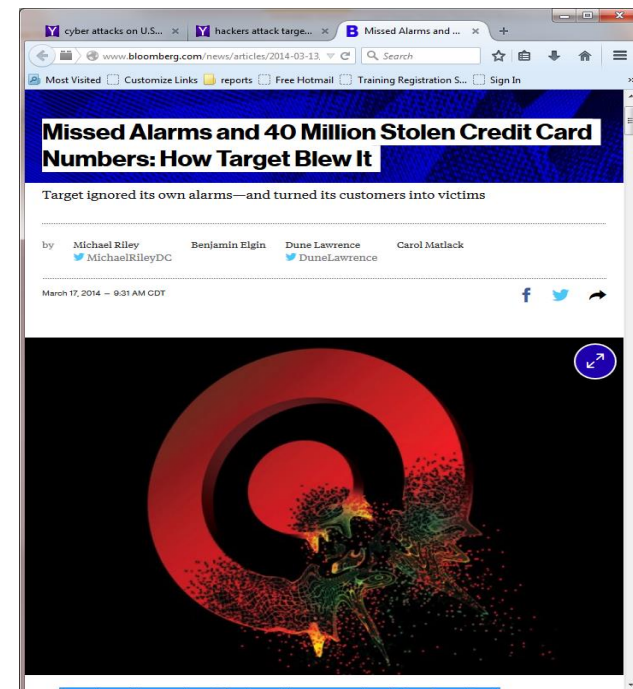 cyber attacks on U.S...
hackers attack targe...
Missed Alarms and ...
www.bloomberg.com/news/articles/2014-03-13,
Search
Most Visited
Customize Links
reports
Free Hotmail
Training Registration S...
Sign In
Missed Alarms and 40 Million Stolen Credit Card
Numbers: How Target Blew It
Target ignored its own alarms—and turned its customers into victims
by Michael Riley Benjamin Elgin Dune Lawrence Carol Matlack
MichaelRileyDC DuneLawrence
March 17, 2014 — 9:31 AM CDT